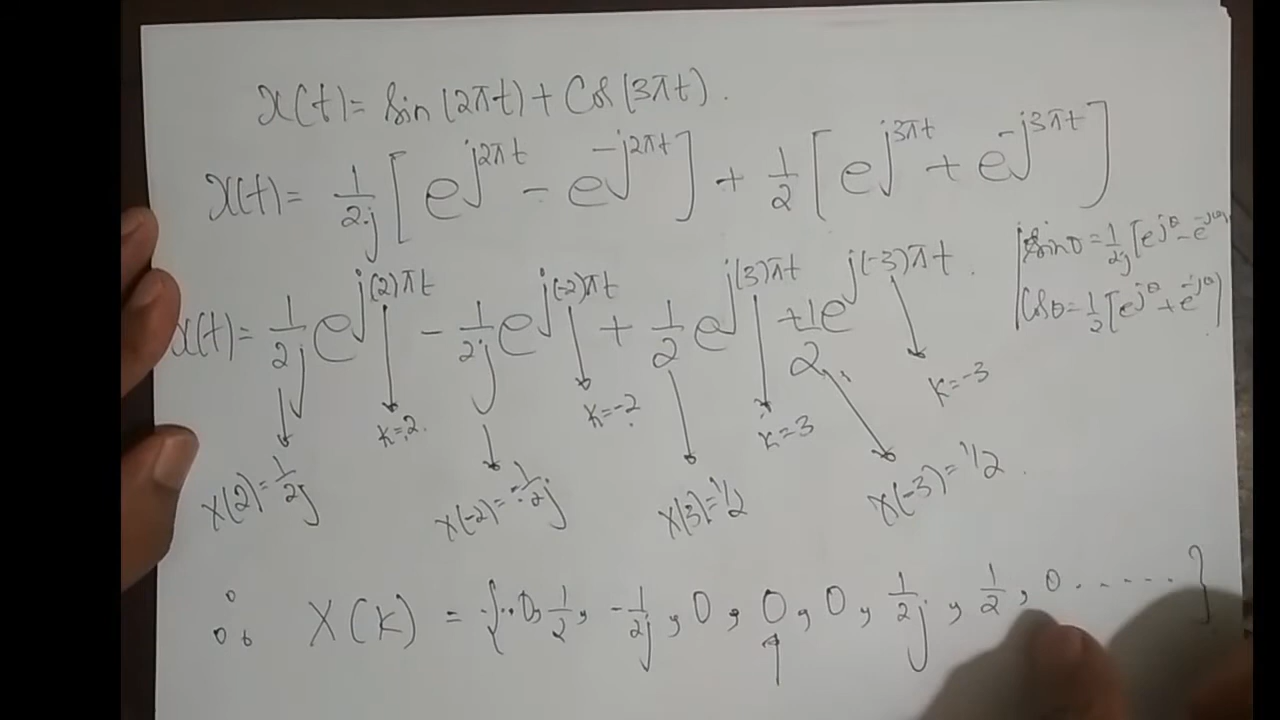 x(t) = sin(2πt) + Cos(3πt).
x(t) = 1/2j [e^{j2πt} - e^{-j2πt}] + 1/2 [e^{j3πt} + e^{-j3πt}]
sinθ = 1/2j [e^{jθ} - e^{-jθ}]
Cosθ = 1/2 [e^{jθ} + e^{-jθ}]
x(t) = 1/2j e^{j(2)πt} - 1/2j e^{j(-2)πt} + 1/2 e^{j(3)πt} + 1/2 e^{j(-3)πt}.
K=2. K=-2. K=3 K=-3
X(2) = 1/2j X(-2) = -1/2j X(3) = 1/2 X(-3) = 1/2.
∴ X(K) = {...0, 1/2, -1/2j, 0, 0, 0, 1/2j, 1/2, 0......}
↑